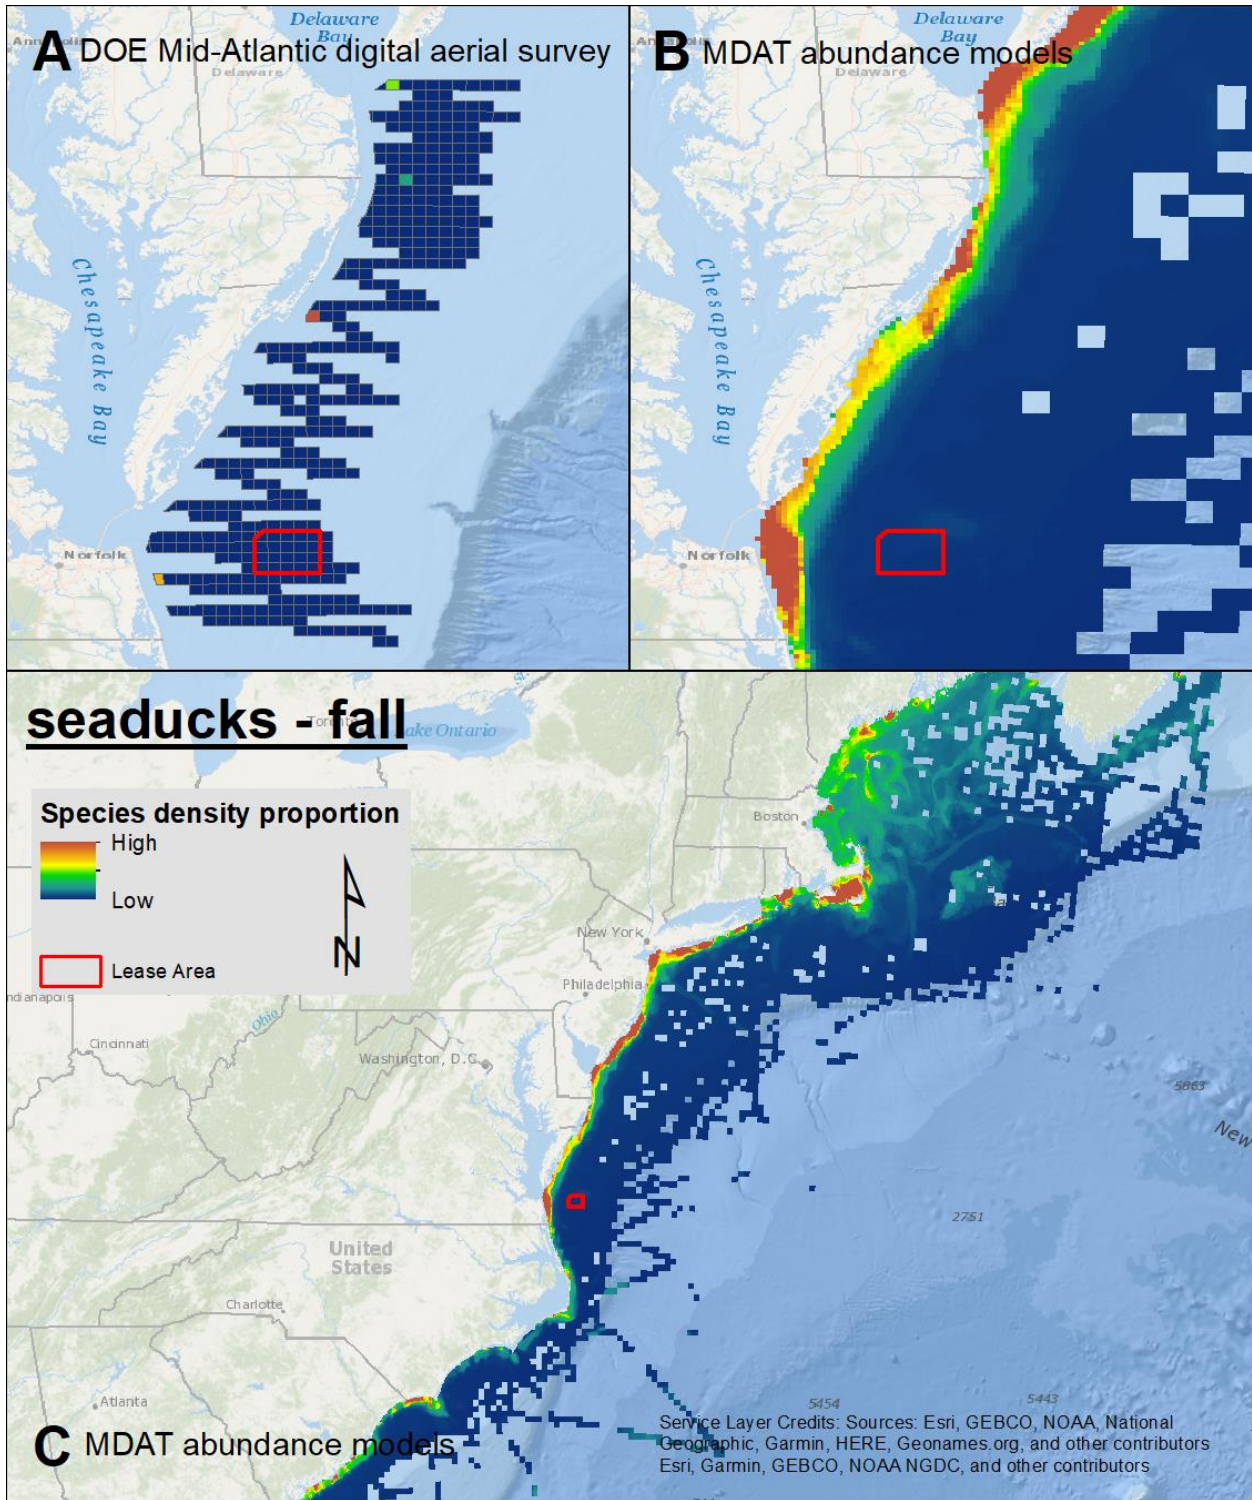 A DOE Mid-Atlantic digital aerial survey
Delaware
Bay
Delaware
Chesapeake Bay
Norfolk
B MDAT abundance models
Delaware
Bay
Delaware
Chesapeake Bay
Norfolk
seaducks - fall
Toronto
Lake Ontario
Species density proportion
High
Low
N
Lease Area
Boston
New York
Philadelphia
Indianapolis
Ohio
Cincinnati
Washington, D.C.
5863
New
2751
United
States
Charlotte
Atlanta
5454
5443
C MDAT abundance models
Service Layer Credits: Sources: Esri, GEBCO, NOAA, National
Geographic, Garmin, HERE, Geonames.org, and other contributors
Esri, Garmin, GEBCO, NOAA NGDC, and other contributors